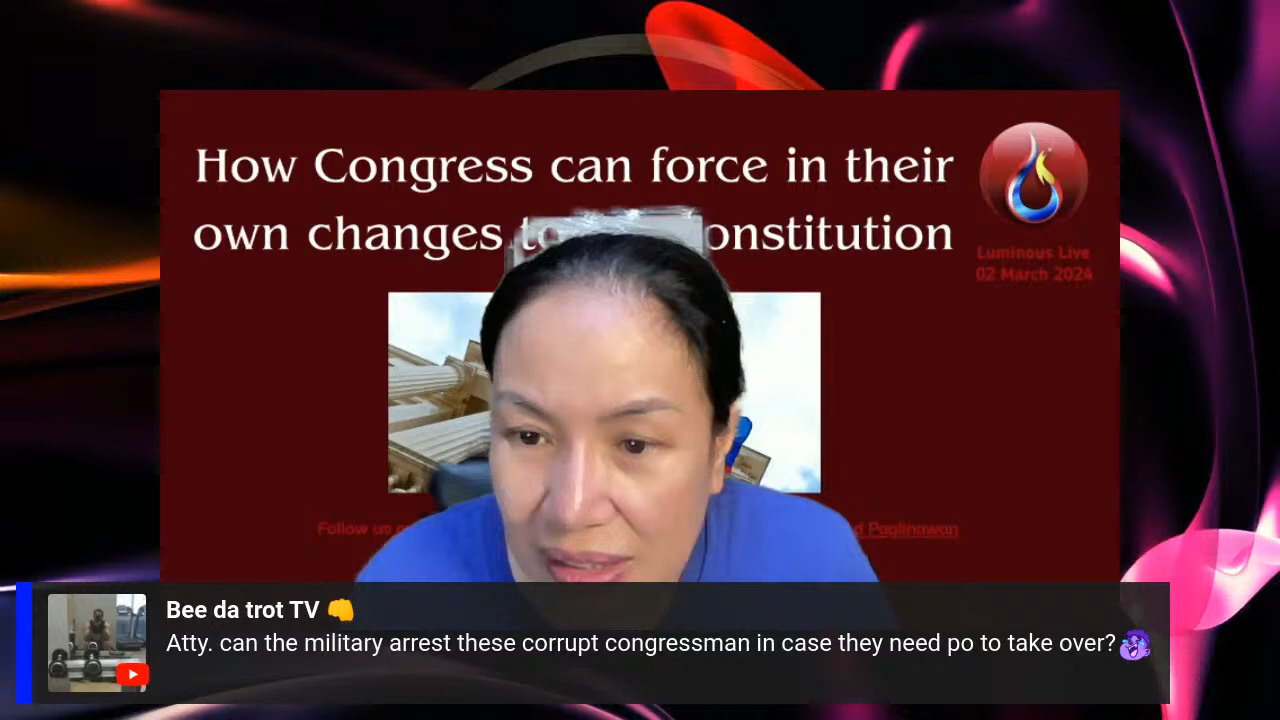 How Congress can force in their
own changes to onstitution
Luminous Live
02 March 2024
Follow us d Paglinawan
Bee da trot TV 👊
Atty. can the military arrest these corrupt congressman in case they need po to take over?